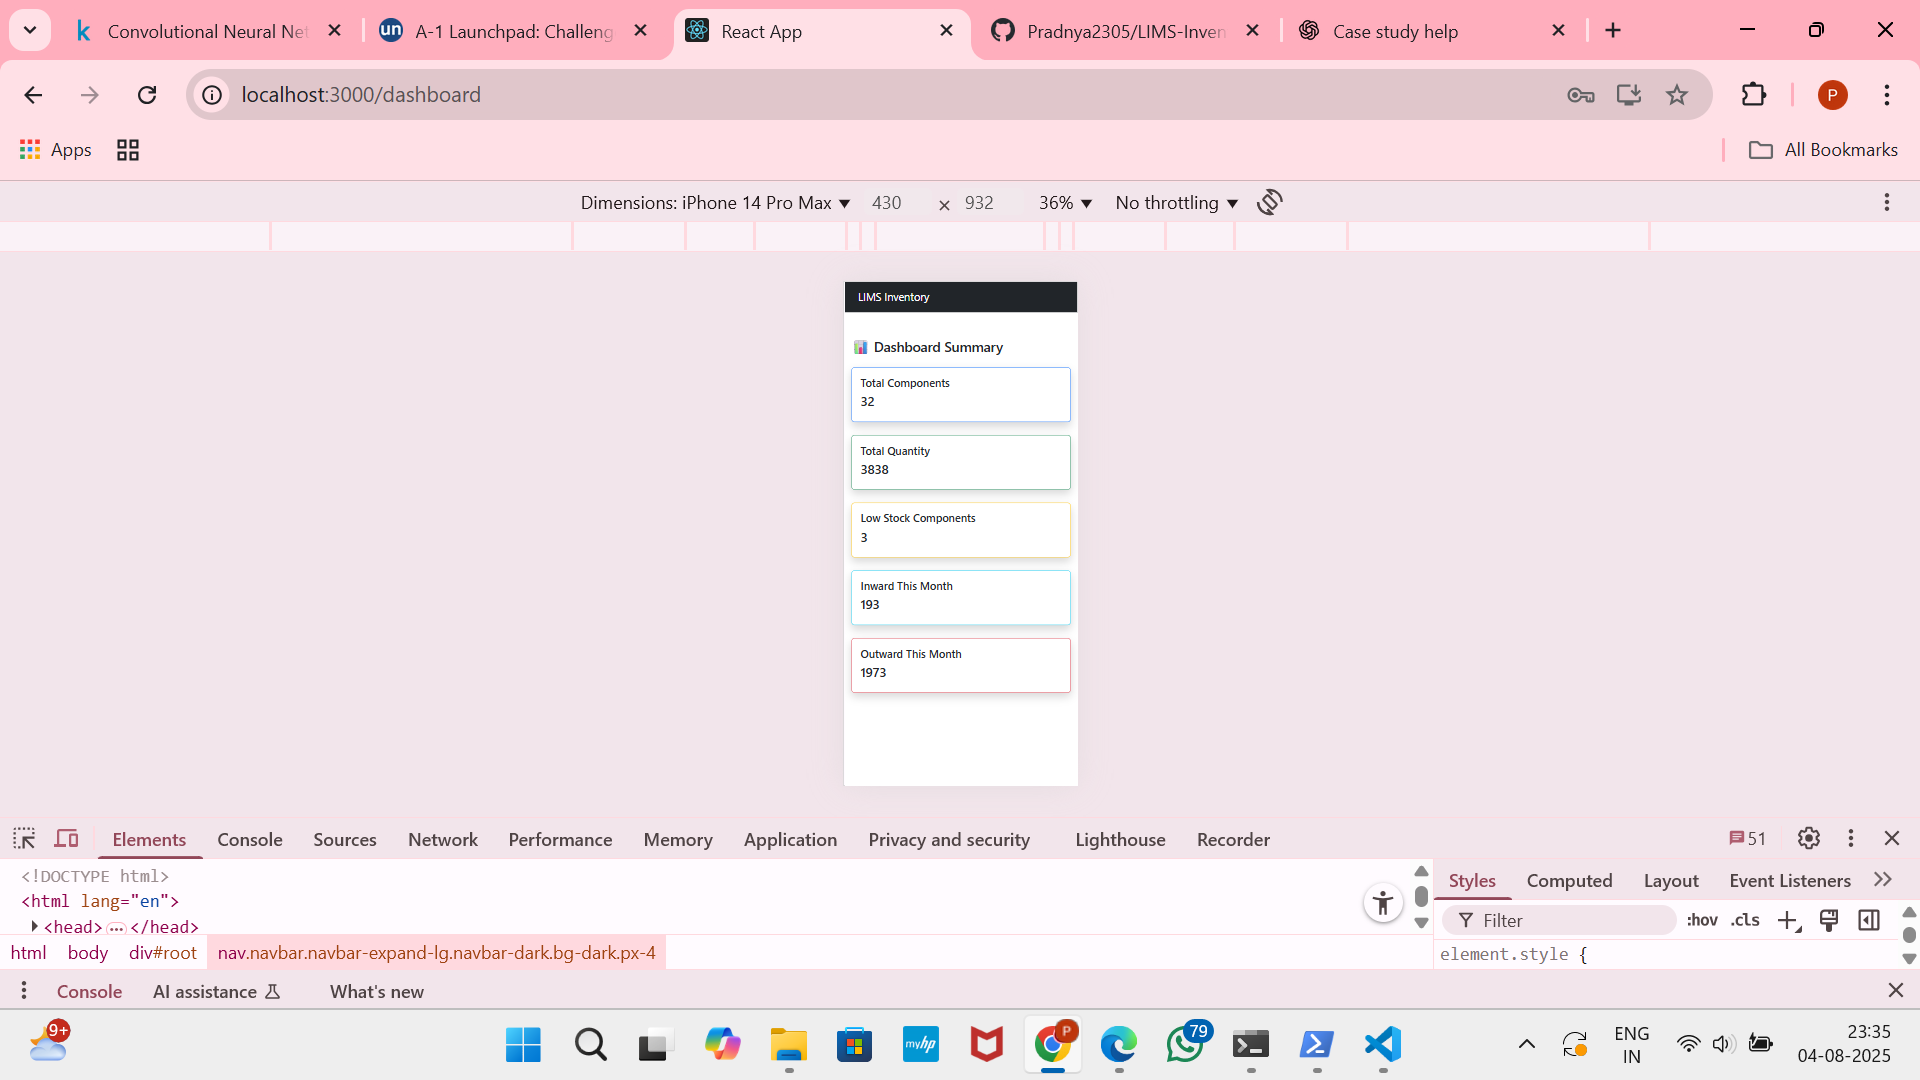 Convolutional Neural Net
A-1 Launchpad: Challeng
React App
Pradnya2305/LIMS-Inven
Case study help
localhost:3000/dashboard
P
Apps
All Bookmarks
Dimensions: iPhone 14 Pro Max
430 × 932
36%
No throttling
LIMS Inventory
Dashboard Summary
Total Components
32
Total Quantity
3838
Low Stock Components
3
Inward This Month
193
Outward This Month
1973
Elements
Console
Sources
Network
Performance
Memory
Application
Privacy and security
Lighthouse
Recorder
51
<!DOCTYPE html>
<html lang="en">
<head>…</head>
html body div#root nav.navbar.navbar-expand-lg.navbar-dark.bg-dark.px-4
Styles
Computed
Layout
Event Listeners
Filter
:hov .cls
element.style {
Console
AI assistance
What's new
9+
myhp
P
79
ENG
IN
23:35
04-08-2025